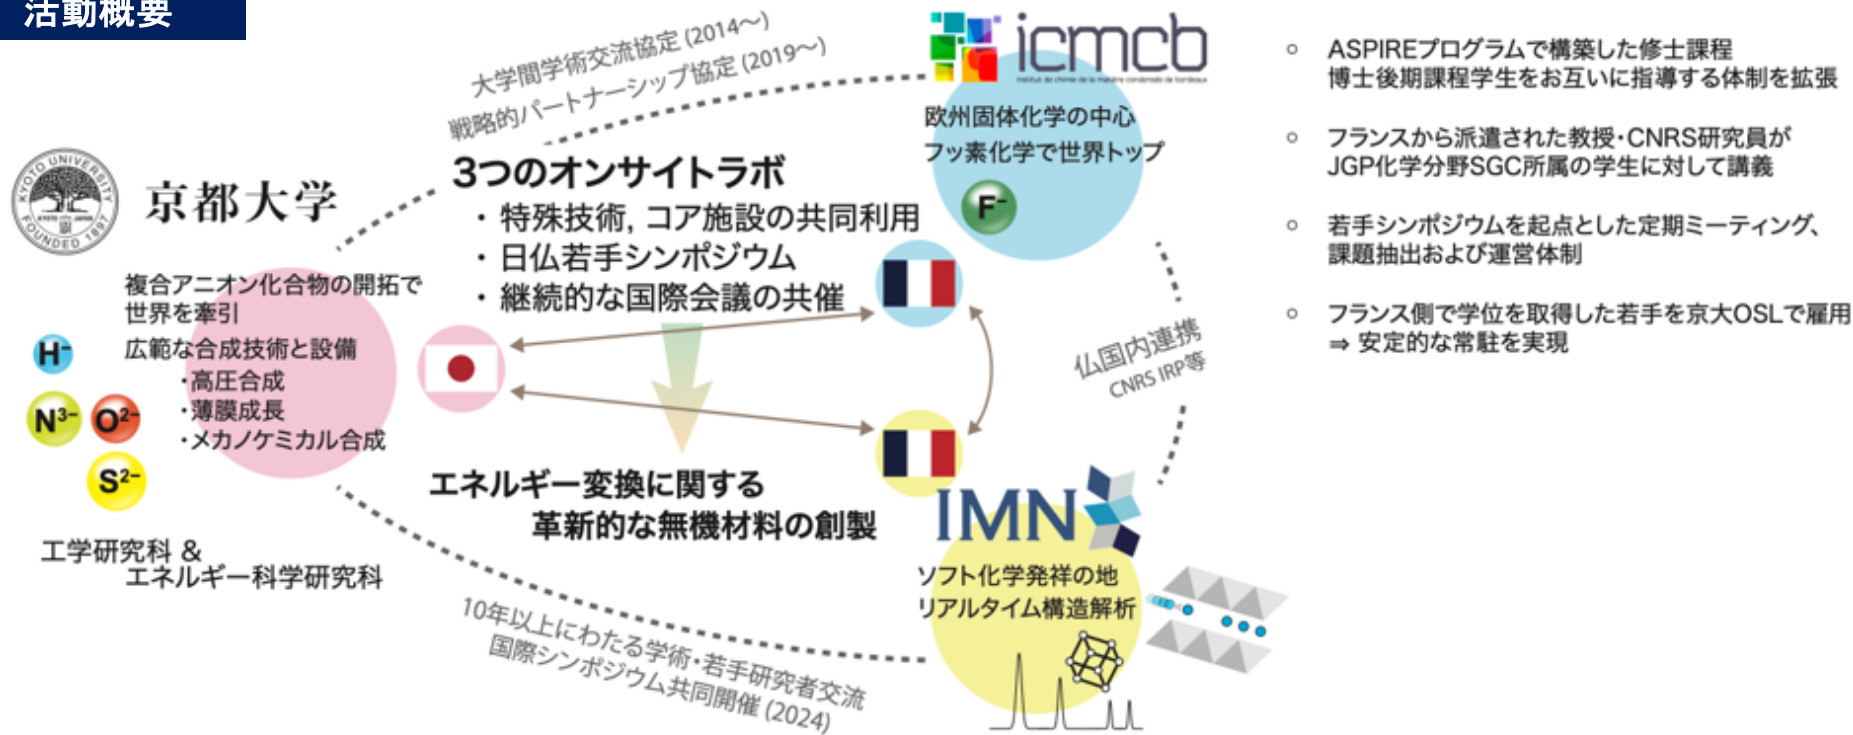 活動概要
大学間学術交流協定 (2014〜)
戦略的パートナーシップ協定 (2019〜)
icmcb
institut de chimie de la matière condensée de bordeaux
欧州固体化学の中心
フッ素化学で世界トップ
F−
KYOTO UNIVERSITY
KYOTO CITY JAPAN
FOUNDED 1897
京都大学
3つのオンサイトラボ
・特殊技術, コア施設の共同利用
・日仏若手シンポジウム
・継続的な国際会議の共催
複合アニオン化合物の開拓で
世界を牽引
広範な合成技術と設備
・高圧合成
・薄膜成長
・メカノケミカル合成
H−
N3−
O2−
S2−
工学研究科 &
エネルギー科学研究科
エネルギー変換に関する
革新的な無機材料の創製
仏国内連携
CNRS IRP等
IMN
ソフト化学発祥の地
リアルタイム構造解析
10年以上にわたる学術・若手研究者交流
国際シンポジウム共同開催 (2024)
○ ASPIREプログラムで構築した修士課程
博士後期課程学生をお互いに指導する体制を拡張
○ フランスから派遣された教授・CNRS研究員が
JGP化学分野SGC所属の学生に対して講義
○ 若手シンポジウムを起点とした定期ミーティング、
課題抽出および運営体制
○ フランス側で学位を取得した若手を京大OSLで雇用
⇒ 安定的な常駐を実現